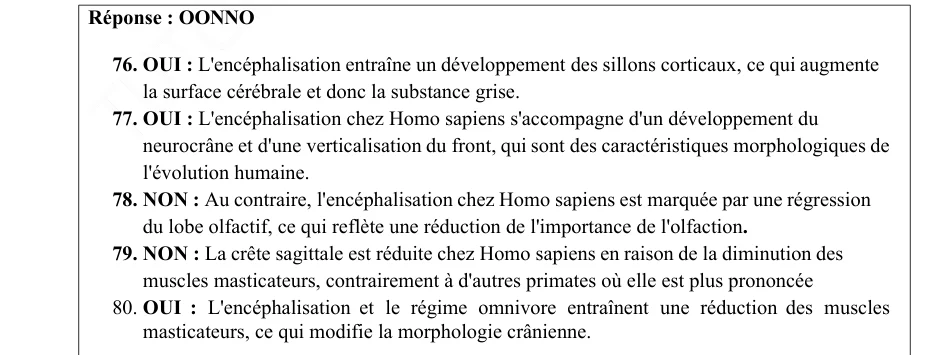 Réponse : OONNO
76. OUI : L'encéphalisation entraîne un développement des sillons corticaux, ce qui augmente
la surface cérébrale et donc la substance grise.
77. OUI : L'encéphalisation chez Homo sapiens s'accompagne d'un développement du
neurocrâne et d'une verticalisation du front, qui sont des caractéristiques morphologiques de
l'évolution humaine.
78. NON : Au contraire, l'encéphalisation chez Homo sapiens est marquée par une régression
du lobe olfactif, ce qui reflète une réduction de l'importance de l'olfaction.
79. NON : La crête sagittale est réduite chez Homo sapiens en raison de la diminution des
muscles masticateurs, contrairement à d'autres primates où elle est plus prononcée
80. OUI : L'encéphalisation et le régime omnivore entraînent une réduction des muscles
masticateurs, ce qui modifie la morphologie crânienne.